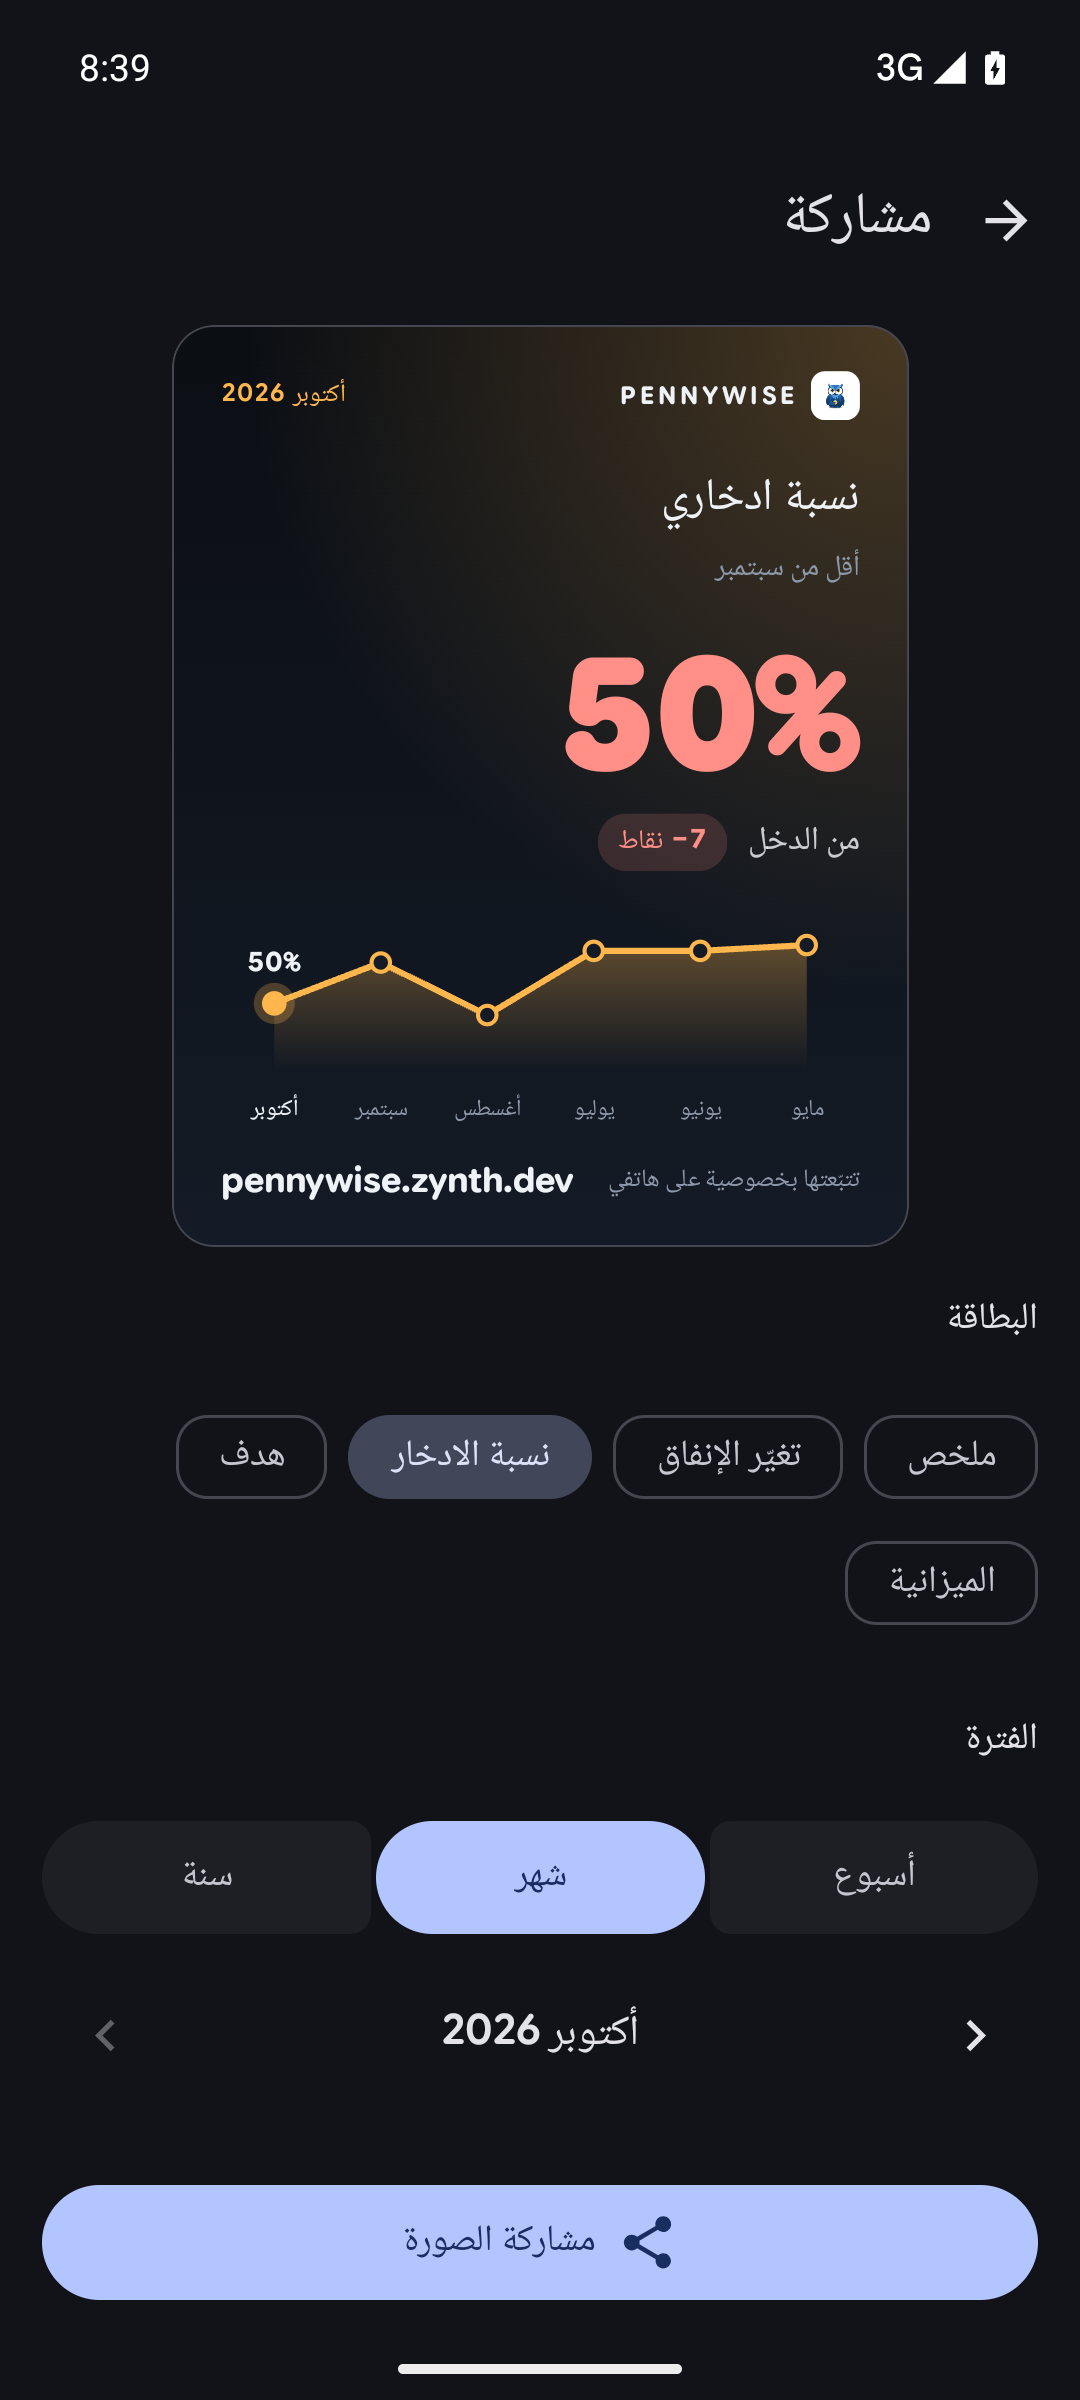 8:39 3G
مشاركة
PENNYWISE أكتوبر 2026
نسبة ادخاري
أقل من سبتمبر
50%
من الدخل −7 نقاط
50%
مايو يونيو يوليو أغسطس سبتمبر أكتوبر
تتبّعتها بخصوصية على هاتفي pennywise.zynth.dev
البطاقة
ملخص تغيّر الإنفاق نسبة الادخار هدف
الميزانية
الفترة
أسبوع شهر سنة
أكتوبر 2026
مشاركة الصورة